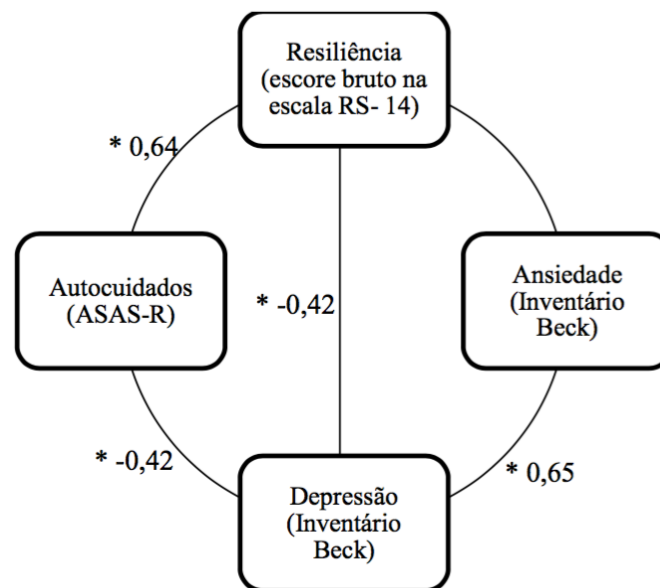 Resiliência
(escore bruto na
escala RS- 14)
* 0,64
Autocuidados
(ASAS-R)
* -0,42
Ansiedade
(Inventário
Beck)
* -0,42
* 0,65
Depressão
(Inventário
Beck)